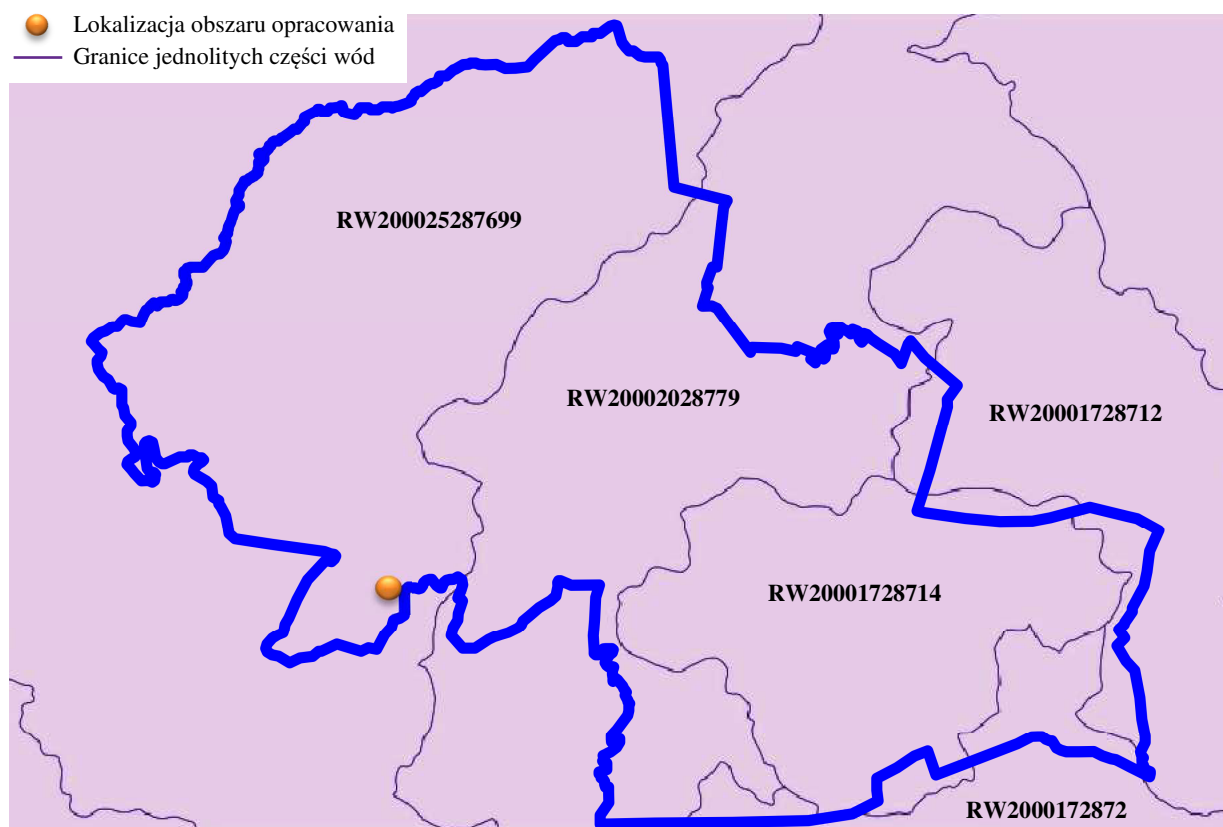 Lokalizacja obszaru opracowania
Granice jednolitych części wód
RW200025287699
RW20002028779
RW20001728712
RW20001728714
RW2000172872